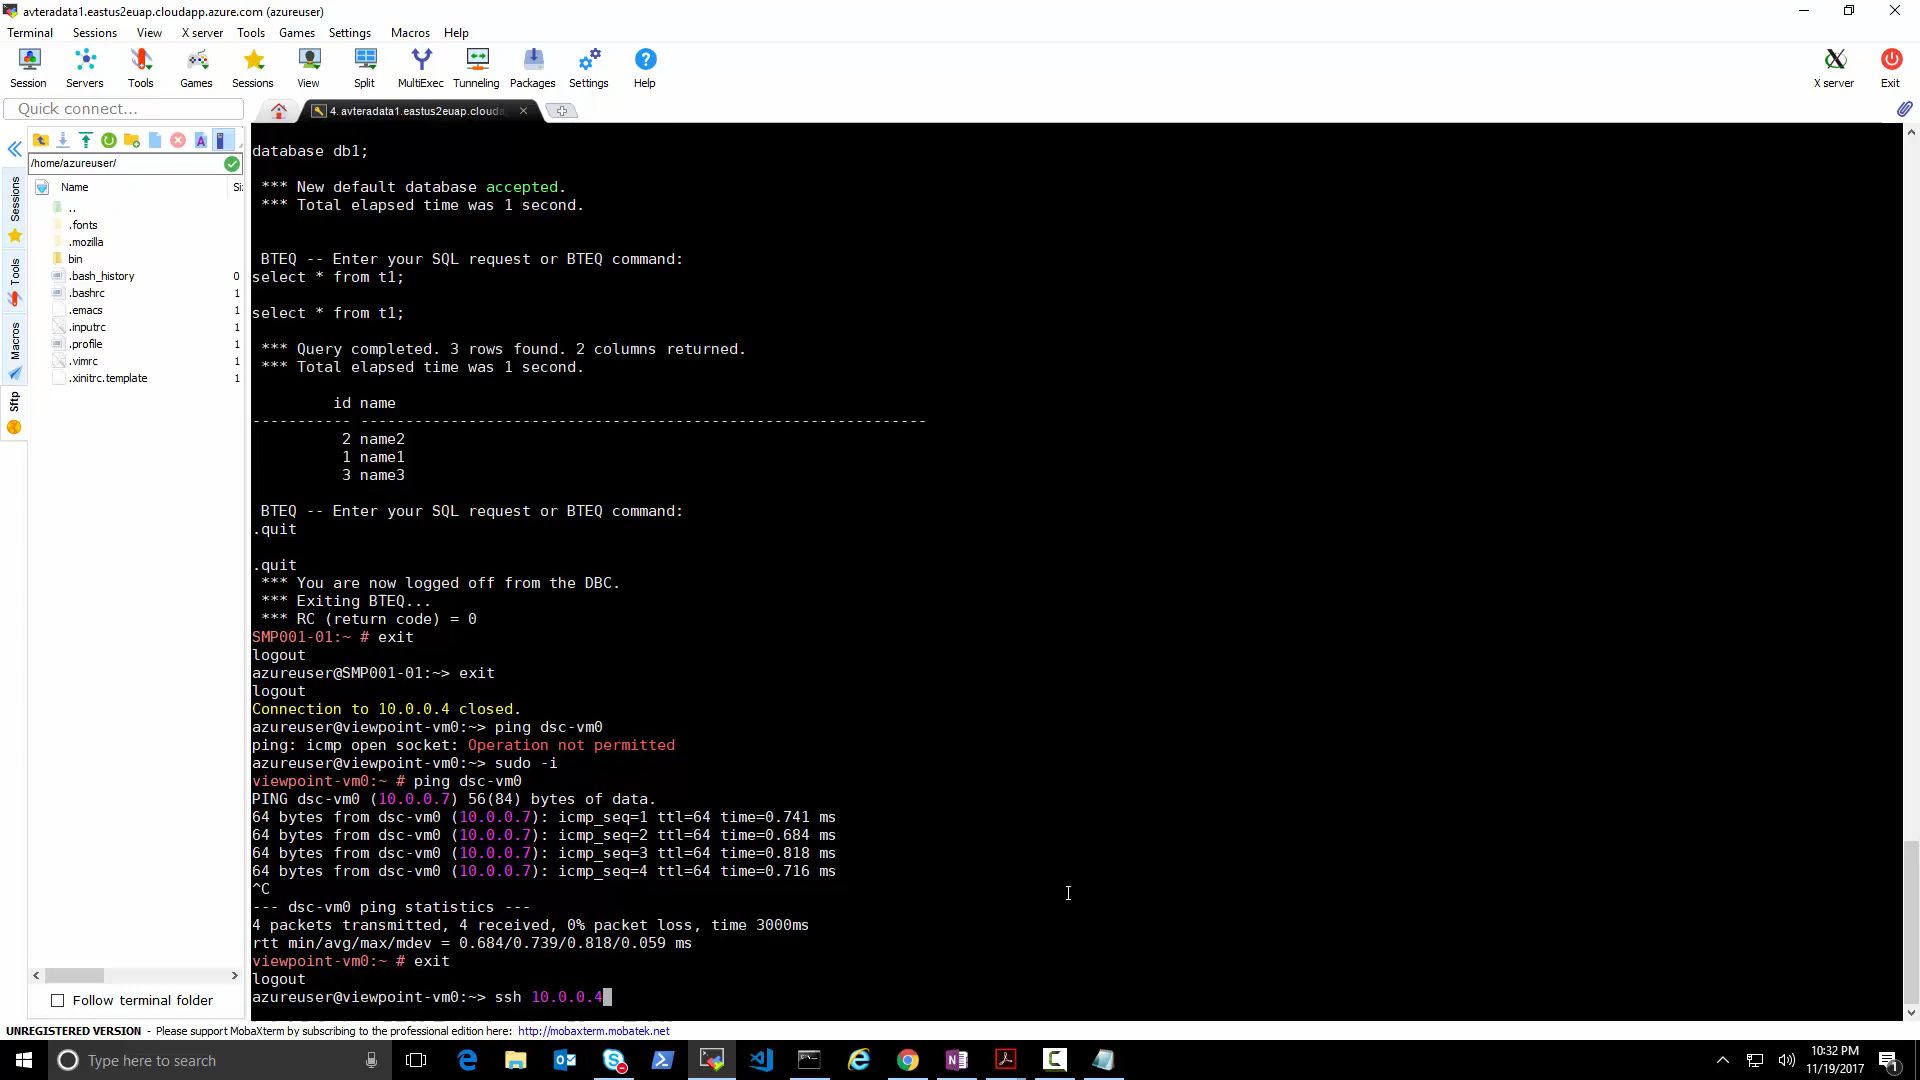 avteradata1.eastus2euap.cloudapp.azure.com (azureuser)
Terminal Sessions View X server Tools Games Settings Macros Help
Session Servers Tools Games Sessions View Split MultiExec Tunneling Packages Settings Help X server Exit
Quick connect...
4. avteradata1.eastus2euap.clouda
/home/azureuser/
Name
Si
..
.fonts
.mozilla
bin
.bash_history 0
.bashrc 1
.emacs 1
.inputrc 1
.profile 1
.vimrc 1
.xinitrc.template 1
Sessions
Tools
Macros
Sftp
Follow terminal folder
database db1;
*** New default database accepted.
*** Total elapsed time was 1 second.
BTEQ -- Enter your SQL request or BTEQ command:
select * from t1;
select * from t1;
*** Query completed. 3 rows found. 2 columns returned.
*** Total elapsed time was 1 second.
id name
----------- ---------------------------------------------------------------
2 name2
1 name1
3 name3
BTEQ -- Enter your SQL request or BTEQ command:
.quit
.quit
*** You are now logged off from the DBC.
*** Exiting BTEQ...
*** RC (return code) = 0
SMP001-01:~ # exit
logout
azureuser@SMP001-01:~> exit
logout
Connection to 10.0.0.4 closed.
azureuser@viewpoint-vm0:~> ping dsc-vm0
ping: icmp open socket: Operation not permitted
azureuser@viewpoint-vm0:~> sudo -i
viewpoint-vm0:~ # ping dsc-vm0
PING dsc-vm0 (10.0.0.7) 56(84) bytes of data.
64 bytes from dsc-vm0 (10.0.0.7): icmp_seq=1 ttl=64 time=0.741 ms
64 bytes from dsc-vm0 (10.0.0.7): icmp_seq=2 ttl=64 time=0.684 ms
64 bytes from dsc-vm0 (10.0.0.7): icmp_seq=3 ttl=64 time=0.818 ms
64 bytes from dsc-vm0 (10.0.0.7): icmp_seq=4 ttl=64 time=0.716 ms
^C
--- dsc-vm0 ping statistics ---
4 packets transmitted, 4 received, 0% packet loss, time 3000ms
rtt min/avg/max/mdev = 0.684/0.739/0.818/0.059 ms
viewpoint-vm0:~ # exit
logout
azureuser@viewpoint-vm0:~> ssh 10.0.0.4
UNREGISTERED VERSION - Please support MobaXterm by subscribing to the professional edition here: http://mobaxterm.mobatek.net
Type here to search
10:32 PM
11/19/2017
1